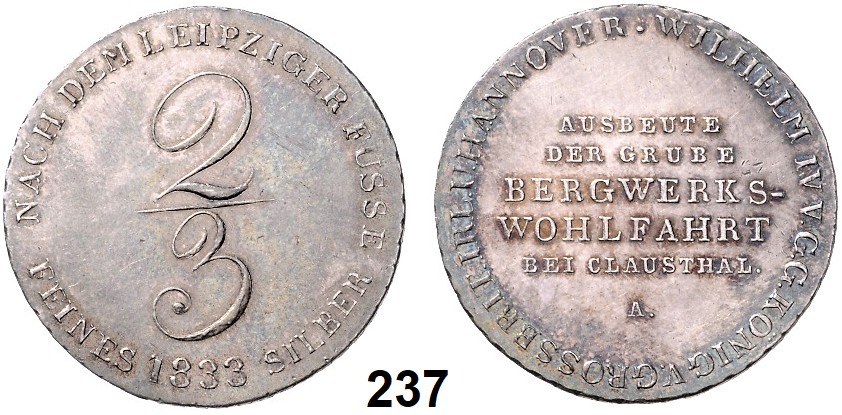 NACH DEM LEIPZIGER FUSSE
2
3
FEINES 1833 SILBER
WILHELM IV V.G.G. KÖNIG V. GROSSBRIT. IRL. U. HANNOVER.
AUSBEUTE
DER GRUBE
BERGWERKS-
WOHLFAHRT
BEI CLAUSTHAL.
A.
237